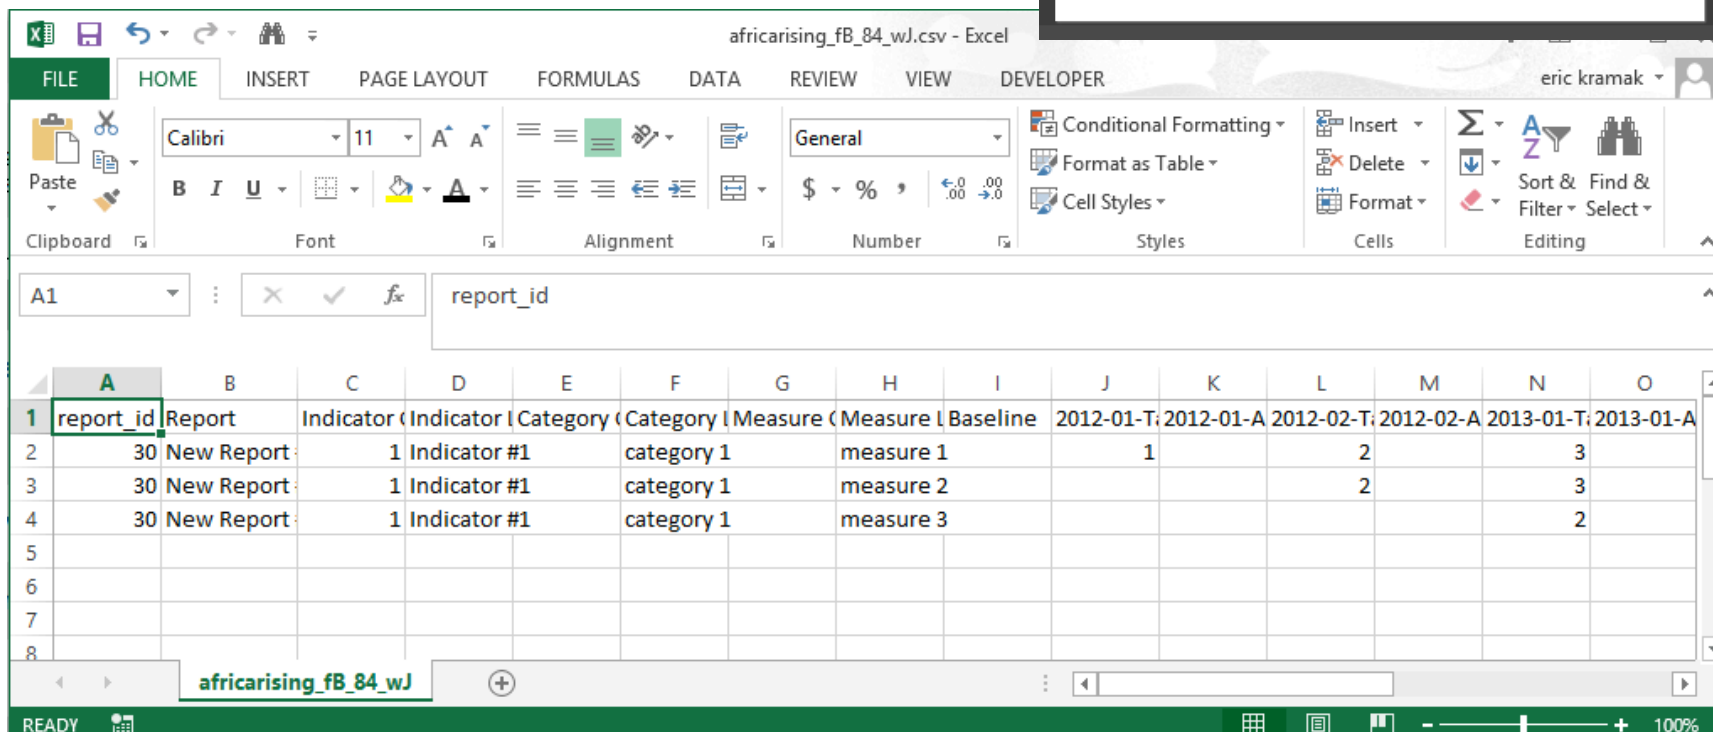 africarising_fB_84_wJ.csv - Excel
FILE HOME INSERT PAGE LAYOUT FORMULAS DATA REVIEW VIEW DEVELOPER eric kramak
Calibri 11 A A General Conditional Formatting Insert Σ A Z
Paste B I U A $ % , .00 .0 Format as Table Delete Sort & Filter Find & Select
Cell Styles Format
Clipboard Font Alignment Number Styles Cells Editing
A1 fx report_id
A B C D E F G H I J K L M N O
1 report_id Report Indicator Indicator Category Category Measure Measure Baseline 2012-01-T 2012-01-A 2012-02-T 2012-02-A 2013-01-T 2013-01-A
2 30 New Report 1 Indicator #1 category 1 measure 1 1 2 3
3 30 New Report 1 Indicator #1 category 1 measure 2 2 3
4 30 New Report 1 Indicator #1 category 1 measure 3 2
5
6
7
8
africarising_fB_84_wJ
READY 100%